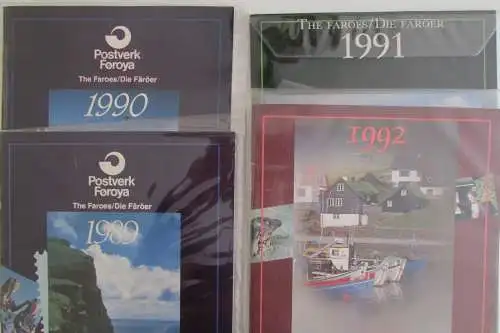 Postverk
Føroya
The Faroes/Die Färöer
1990
The Faroes/Die Färöer
1991
Postverk
Føroya
The Faroes/Die Färöer
1989
1992